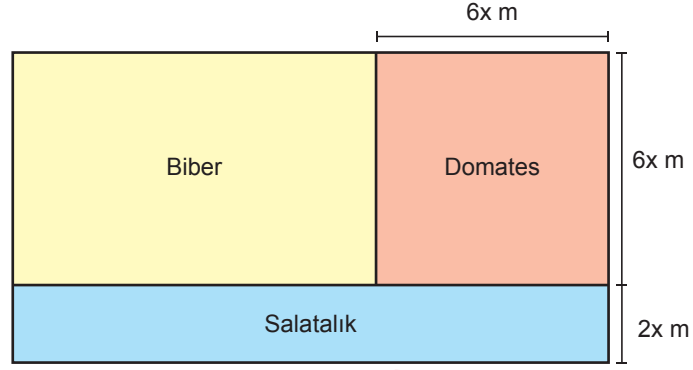 6x m
Biber
Domates
6x m
Salatalık
2x m